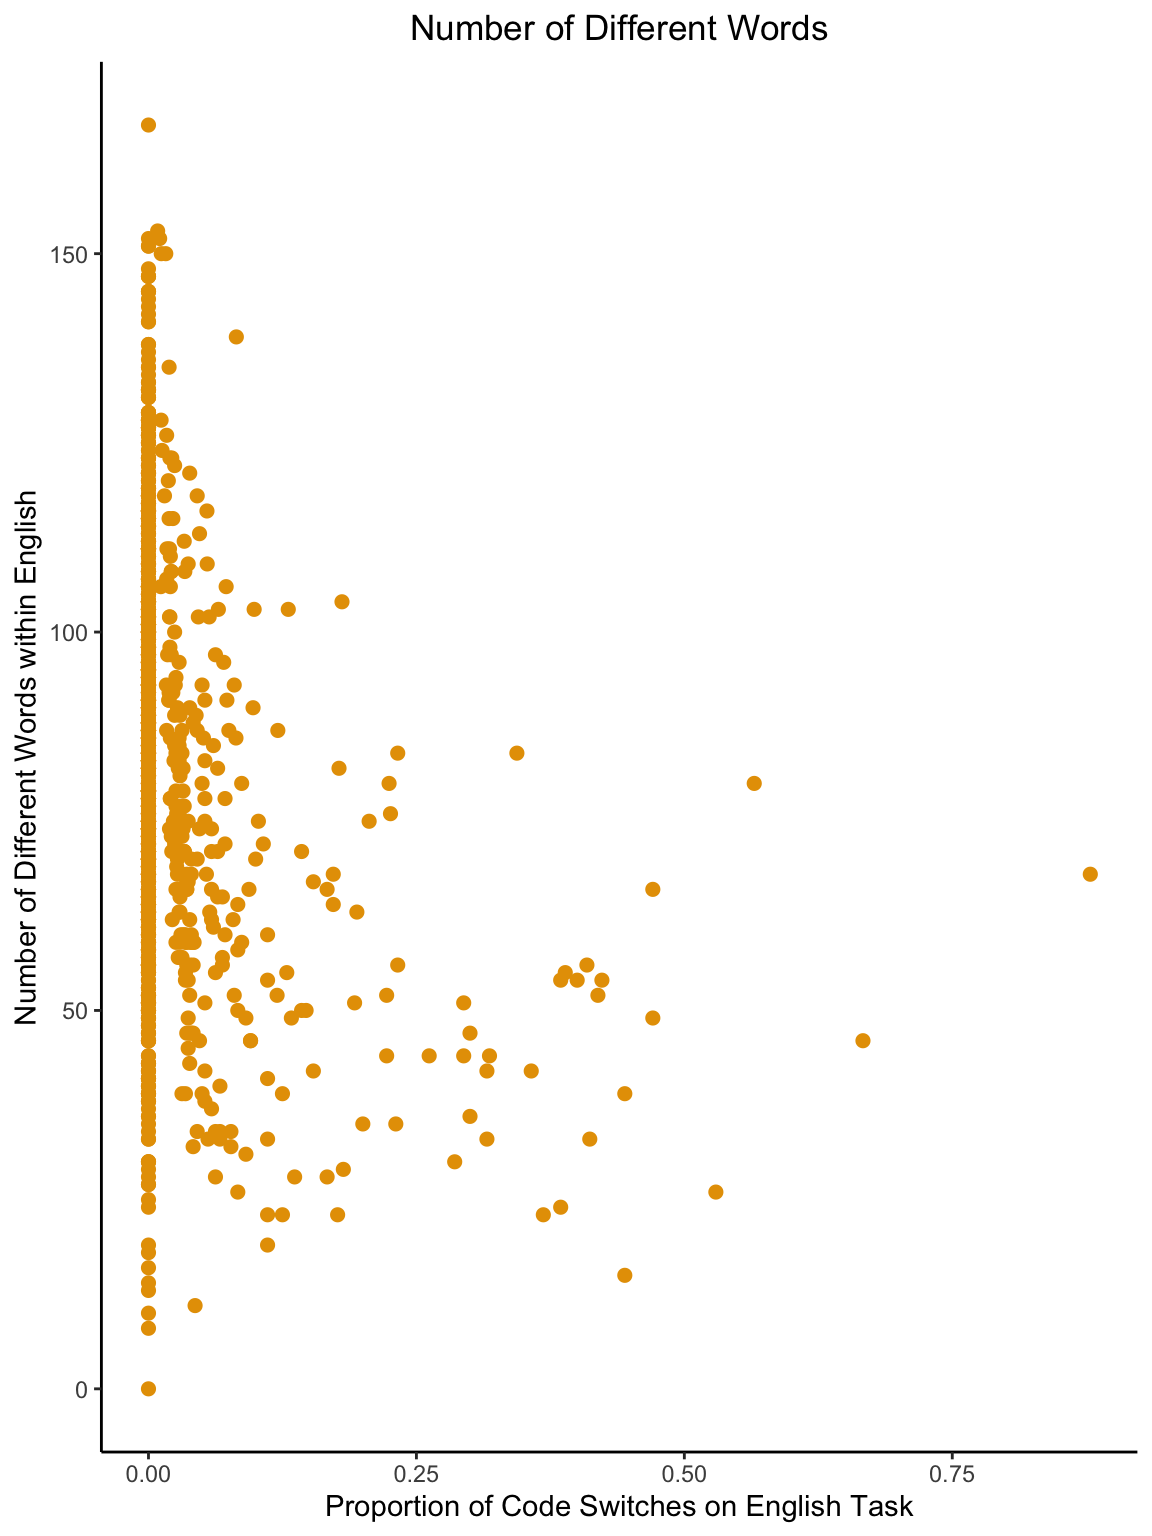 Number of Different Words
Number of Different Words within English
150
100
50
0
0.00
0.25
0.50
0.75
Proportion of Code Switches on English Task